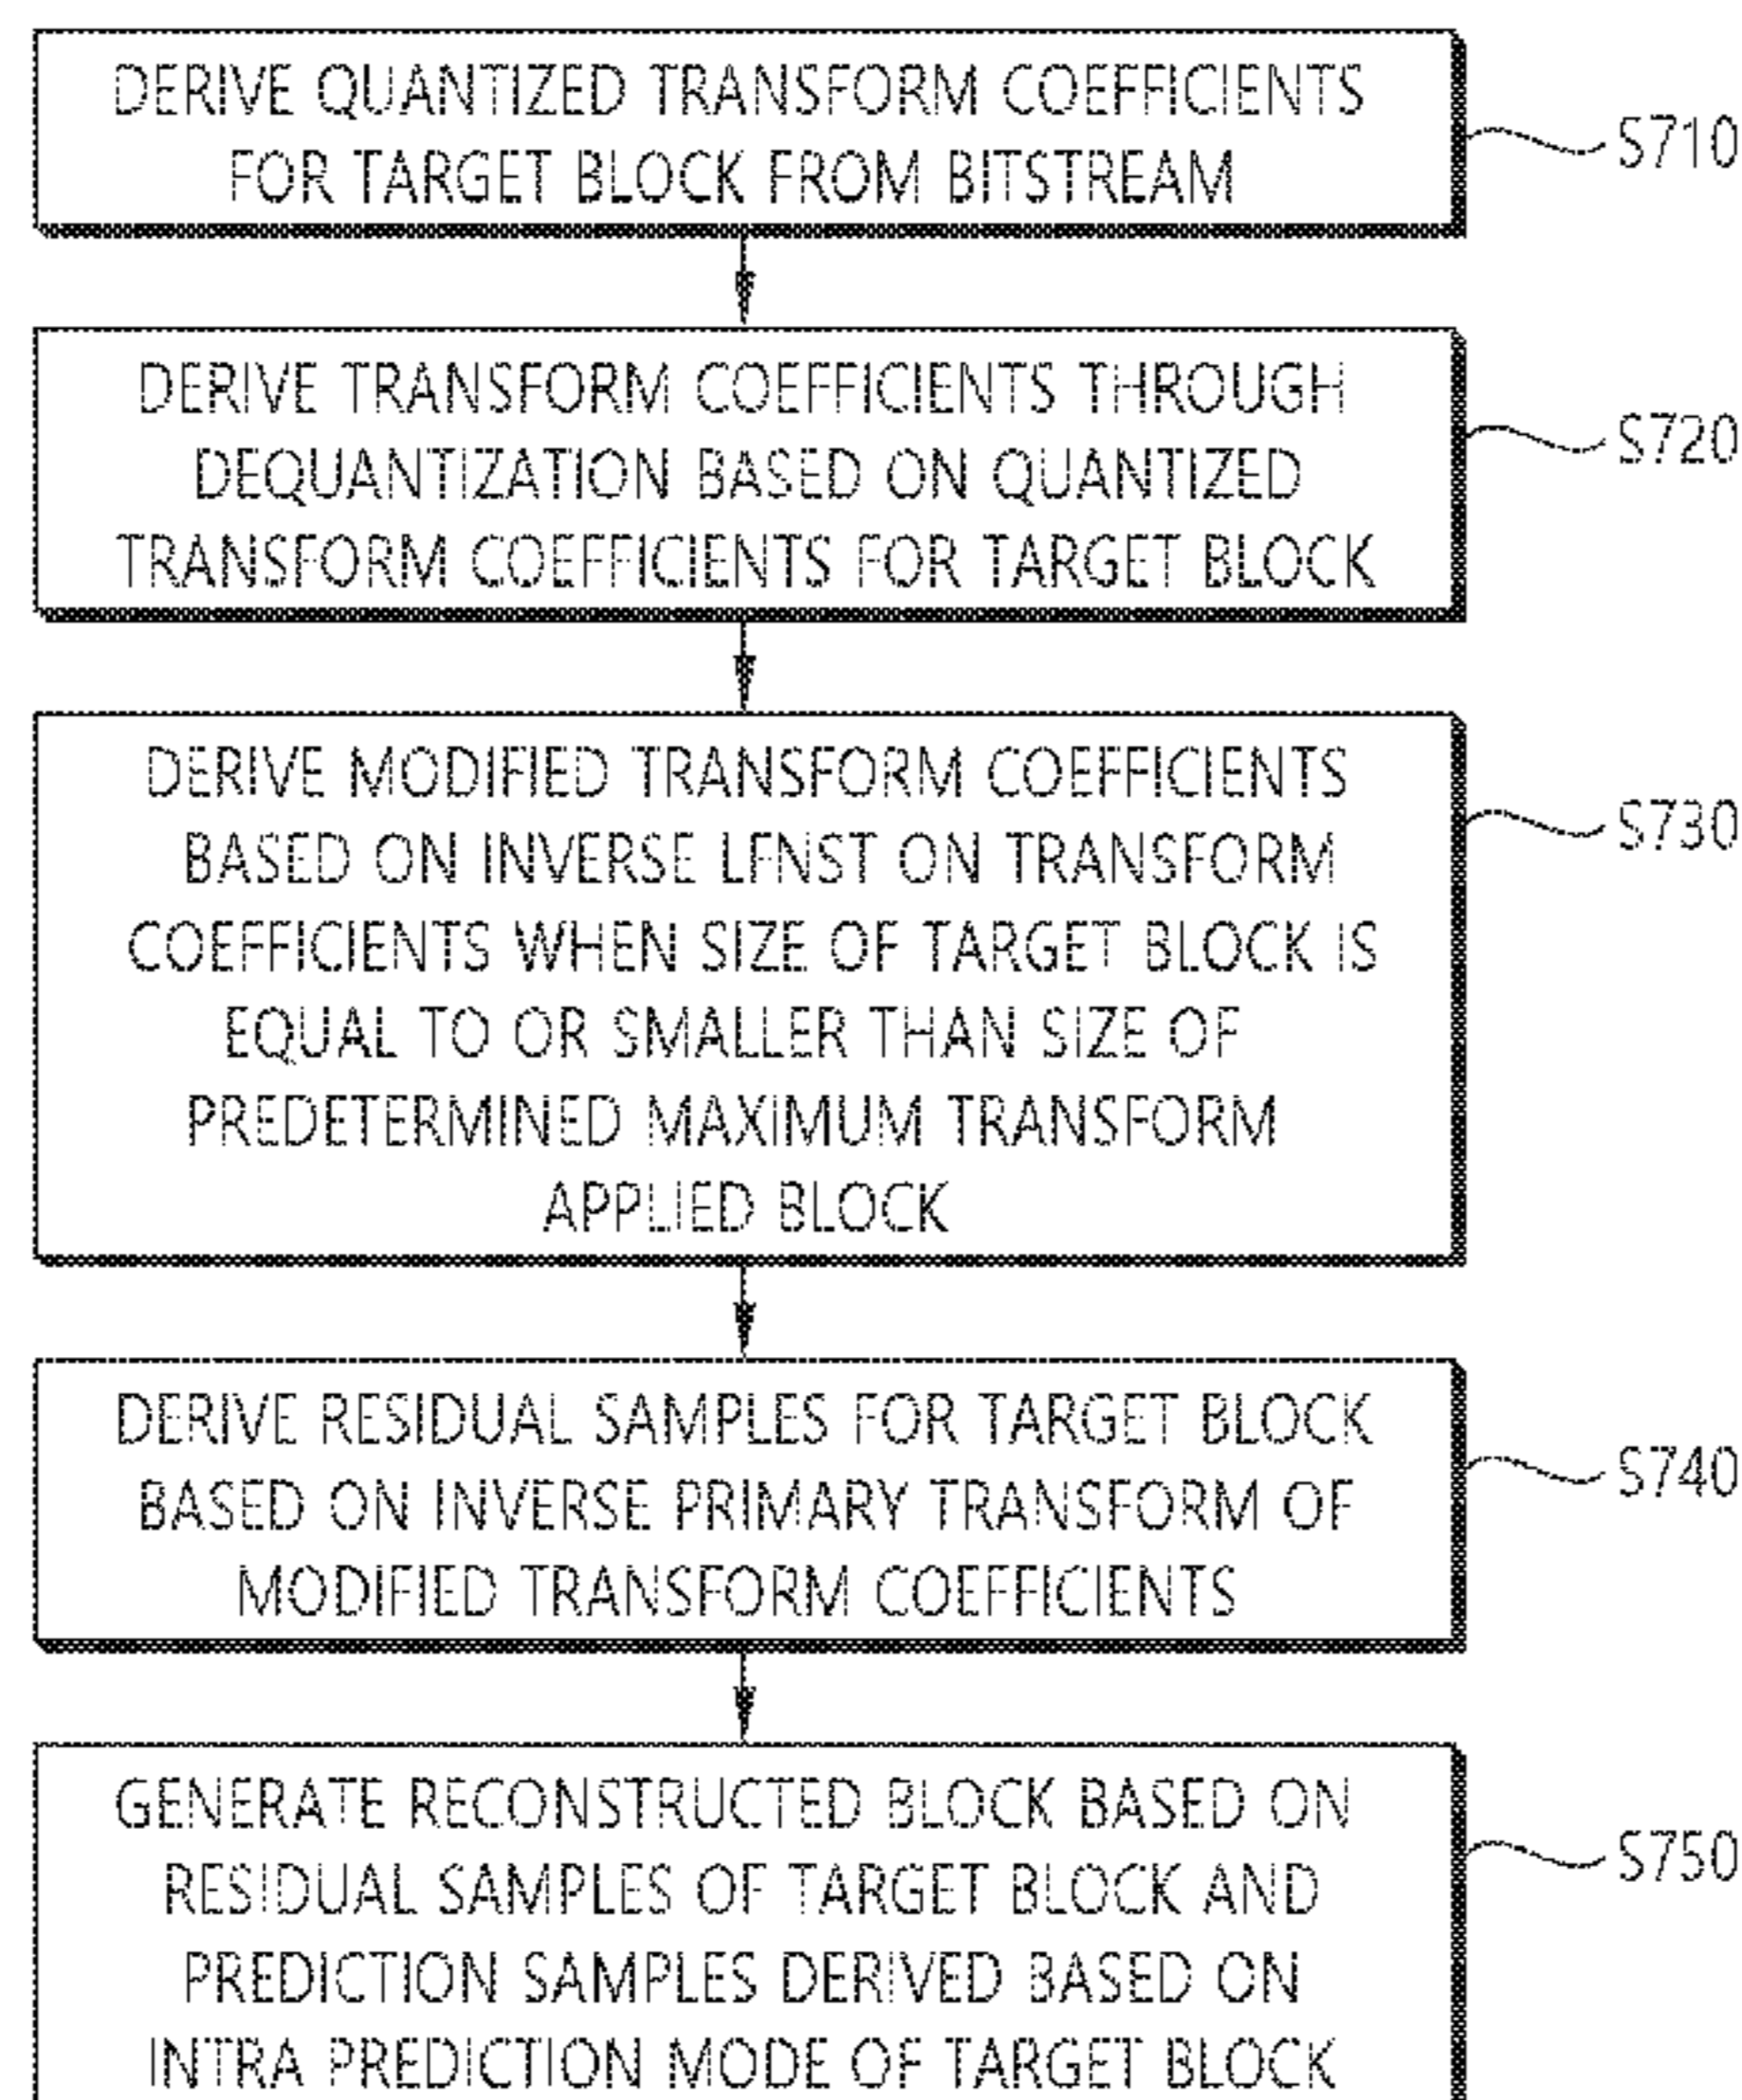 DERIVE QUANTIZED TRANSFORM COEFFICIENTS
FOR TARGET BLOCK FROM BITSTREAM
S710
DERIVE TRANSFORM COEFFICIENTS THROUGH
DEQUANTIZATION BASED ON QUANTIZED
TRANSFORM COEFFICIENTS FOR TARGET BLOCK
S720
DERIVE MODIFIED TRANSFORM COEFFICIENTS
BASED ON INVERSE LFNST ON TRANSFORM
COEFFICIENTS WHEN SIZE OF TARGET BLOCK IS
EQUAL TO OR SMALLER THAN SIZE OF
PREDETERMINED MAXIMUM TRANSFORM
APPLIED BLOCK
S730
DERIVE RESIDUAL SAMPLES FOR TARGET BLOCK
BASED ON INVERSE PRIMARY TRANSFORM OF
MODIFIED TRANSFORM COEFFICIENTS
S740
GENERATE RECONSTRUCTED BLOCK BASED ON
RESIDUAL SAMPLES OF TARGET BLOCK AND
PREDICTION SAMPLES DERIVED BASED ON
INTRA PREDICTION MODE OF TARGET BLOCK
S750